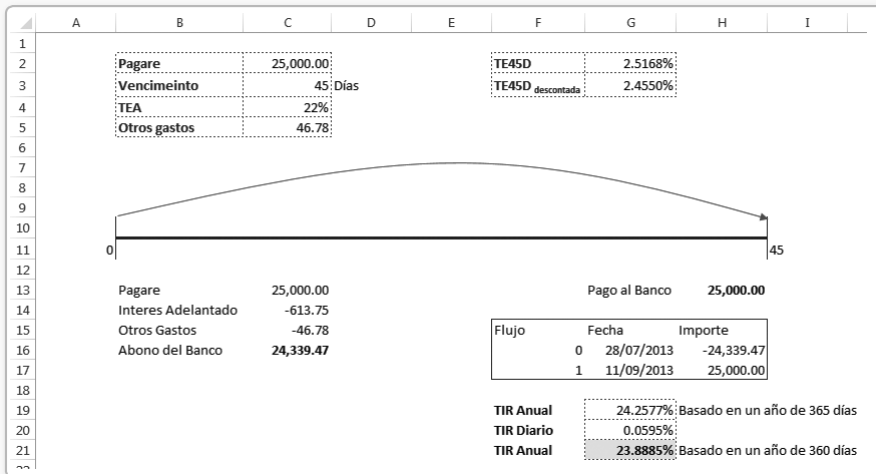 A B C D E F G H I
1
2 Pagare 25,000.00 TE45D 2.5168%
3 Vencimeinto 45 Días TE45D descontada 2.4550%
4 TEA 22%
5 Otros gastos 46.78
6
7
8
9
10
11 0 45
12
13 Pagare 25,000.00 Pago al Banco 25,000.00
14 Interes Adelantado -613.75
15 Otros Gastos -46.78 Flujo Fecha Importe
16 Abono del Banco 24,339.47 0 28/07/2013 -24,339.47
17 1 11/09/2013 25,000.00
18
19 TIR Anual 24.2577% Basado en un año de 365 días
20 TIR Diario 0.0595%
21 TIR Anual 23.8885% Basado en un año de 360 días